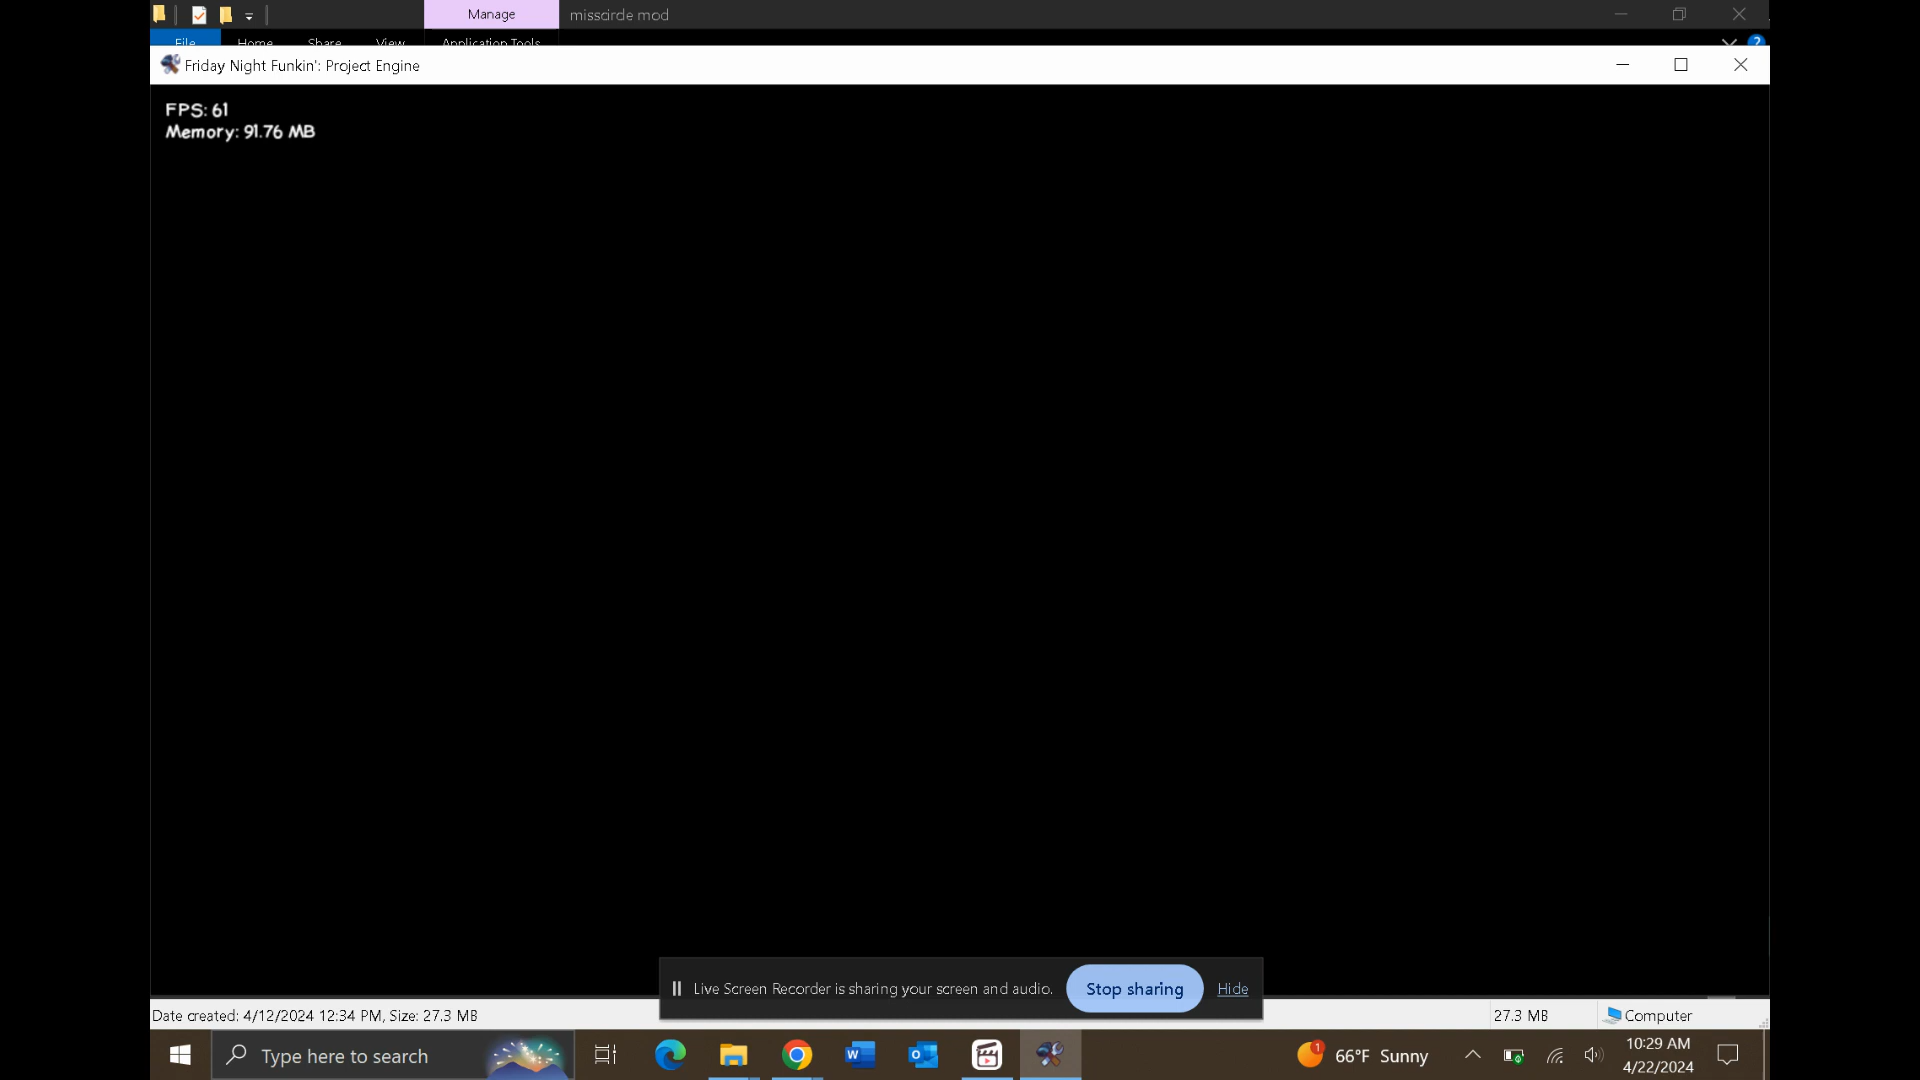 Manage
misscirde mod
File
Home
Share
View
Application Tools
?
Friday Night Funkin': Project Engine
FPS: 61
Memory: 91.76 MB
Live Screen Recorder is sharing your screen and audio.
Stop sharing
Hide
Date created: 4/12/2024 12:34 PM, Size: 27.3 MB
27.3 MB
Computer
Type here to search
W
1
66°F Sunny
10:29 AM
4/22/2024